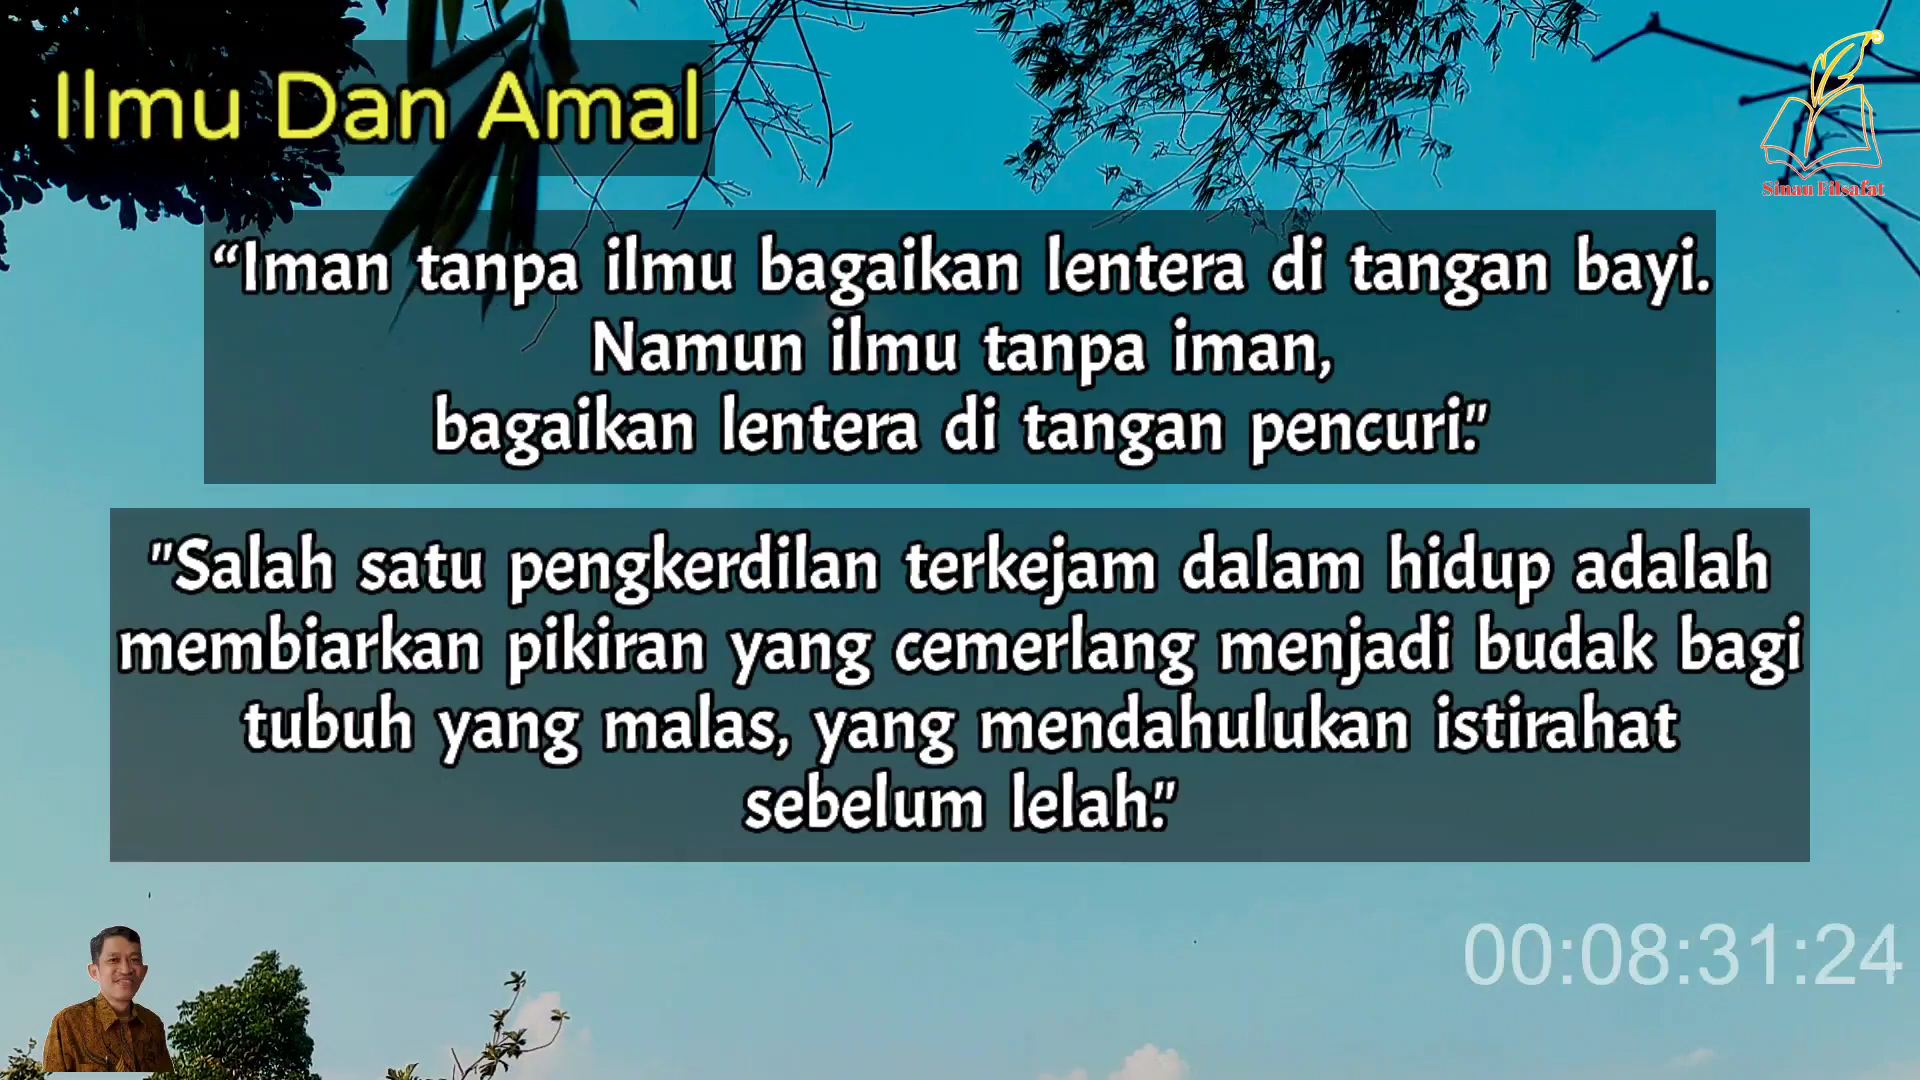 Ilmu Dan Amal
Sinau Filsafat
“Iman tanpa ilmu bagaikan lentera di tangan bayi.
Namun ilmu tanpa iman,
bagaikan lentera di tangan pencuri."
"Salah satu pengkerdilan terkejam dalam hidup adalah
membiarkan pikiran yang cemerlang menjadi budak bagi
tubuh yang malas, yang mendahulukan istirahat
sebelum lelah."
00:08:31:24